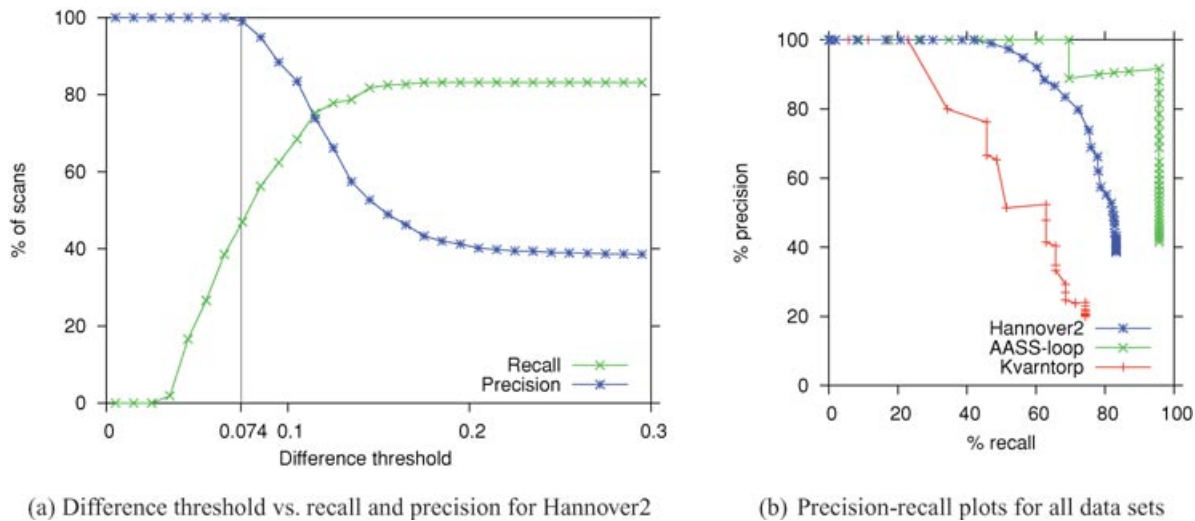 100
80
60
40
20
0
% of scans
Recall
Precision
0 0.074 0.1 0.2 0.3
Difference threshold
(a) Difference threshold vs. recall and precision for Hannover2
100
80
60
40
20
0
% precision
Hannover2
AASS-loop
Kvarntorp
0 20 40 60 80 100
% recall
(b) Precision-recall plots for all data sets